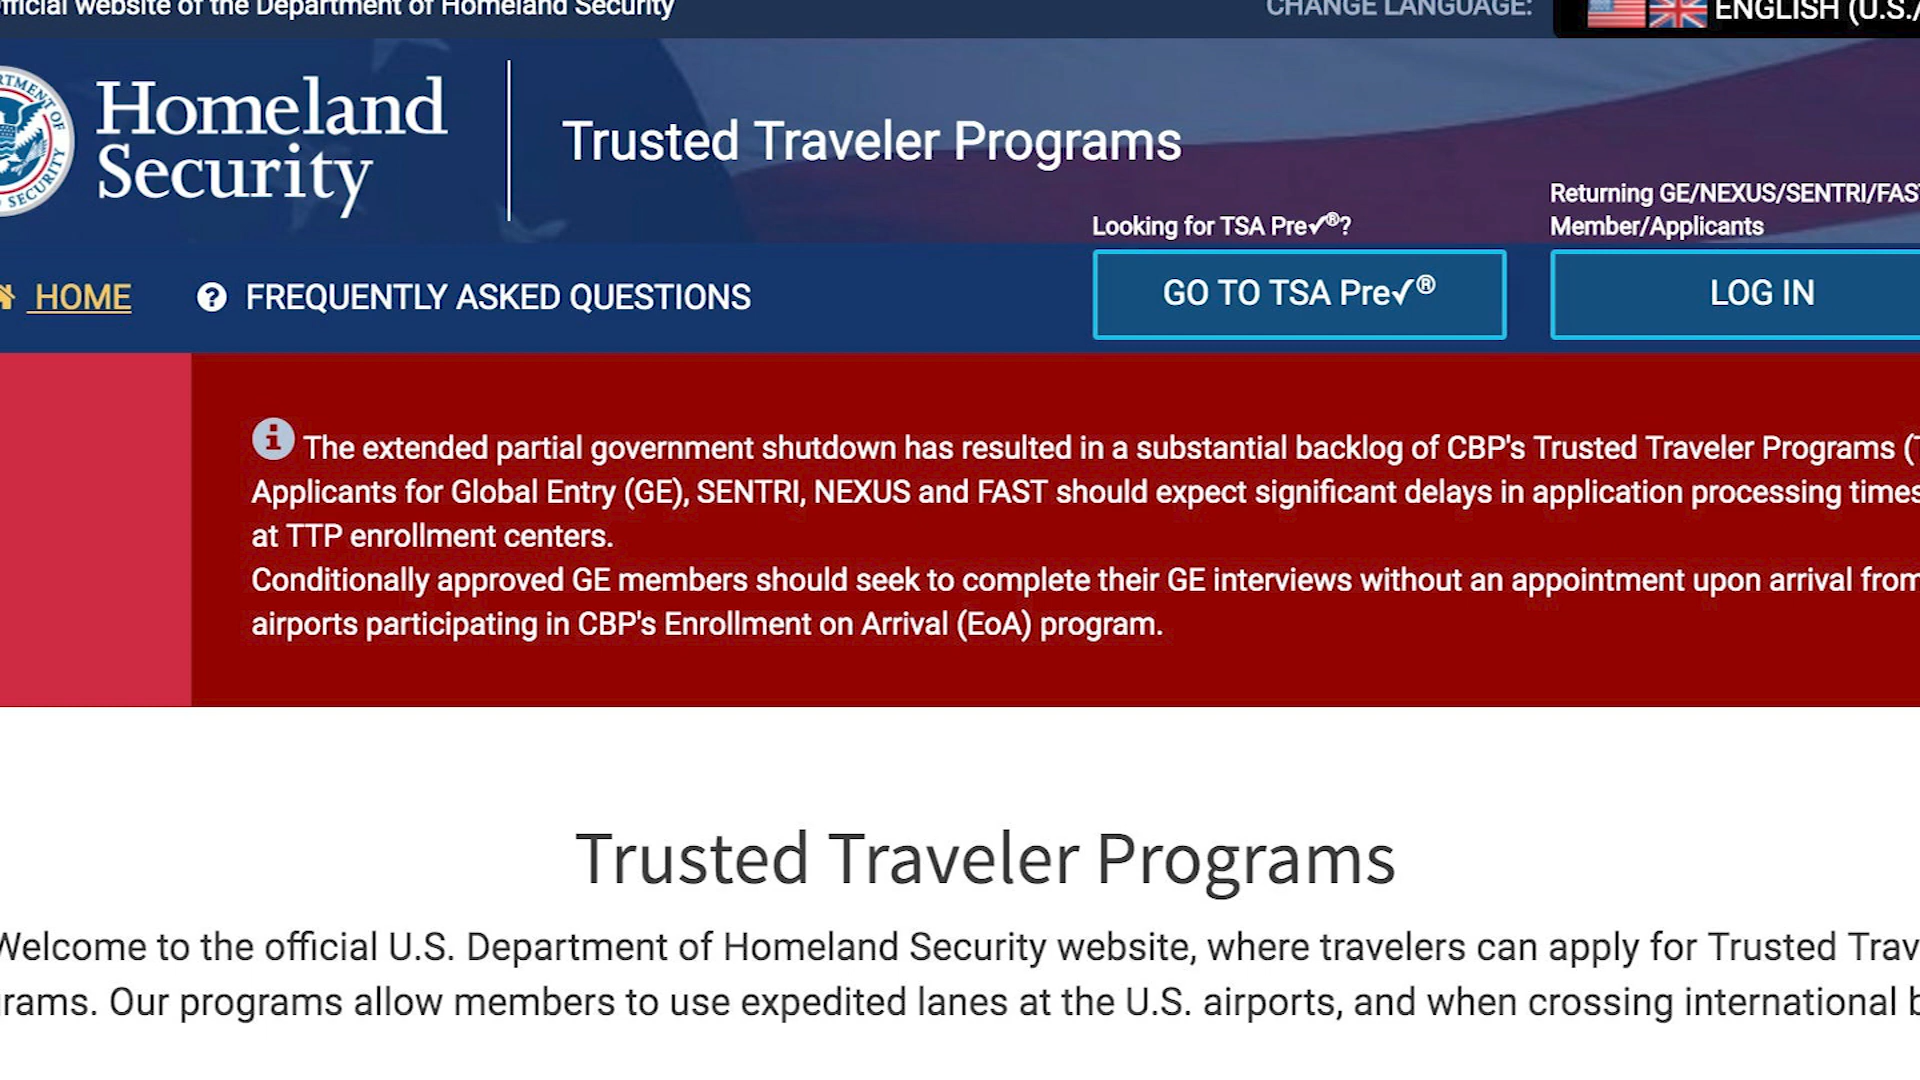 official website of the Department of Homeland Security
CHANGE LANGUAGE:
ENGLISH (U.S./
DEPARTMENT OF
SECURITY
Homeland
Security
Trusted Traveler Programs
Looking for TSA Pre✓®?
Returning GE/NEXUS/SENTRI/FAST
Member/Applicants
HOME
FREQUENTLY ASKED QUESTIONS
GO TO TSA Pre✓®
LOG IN
The extended partial government shutdown has resulted in a substantial backlog of CBP's Trusted Traveler Programs (T
Applicants for Global Entry (GE), SENTRI, NEXUS and FAST should expect significant delays in application processing times
at TTP enrollment centers.
Conditionally approved GE members should seek to complete their GE interviews without an appointment upon arrival from
airports participating in CBP's Enrollment on Arrival (EoA) program.
Trusted Traveler Programs
Welcome to the official U.S. Department of Homeland Security website, where travelers can apply for Trusted Trav
grams. Our programs allow members to use expedited lanes at the U.S. airports, and when crossing international b